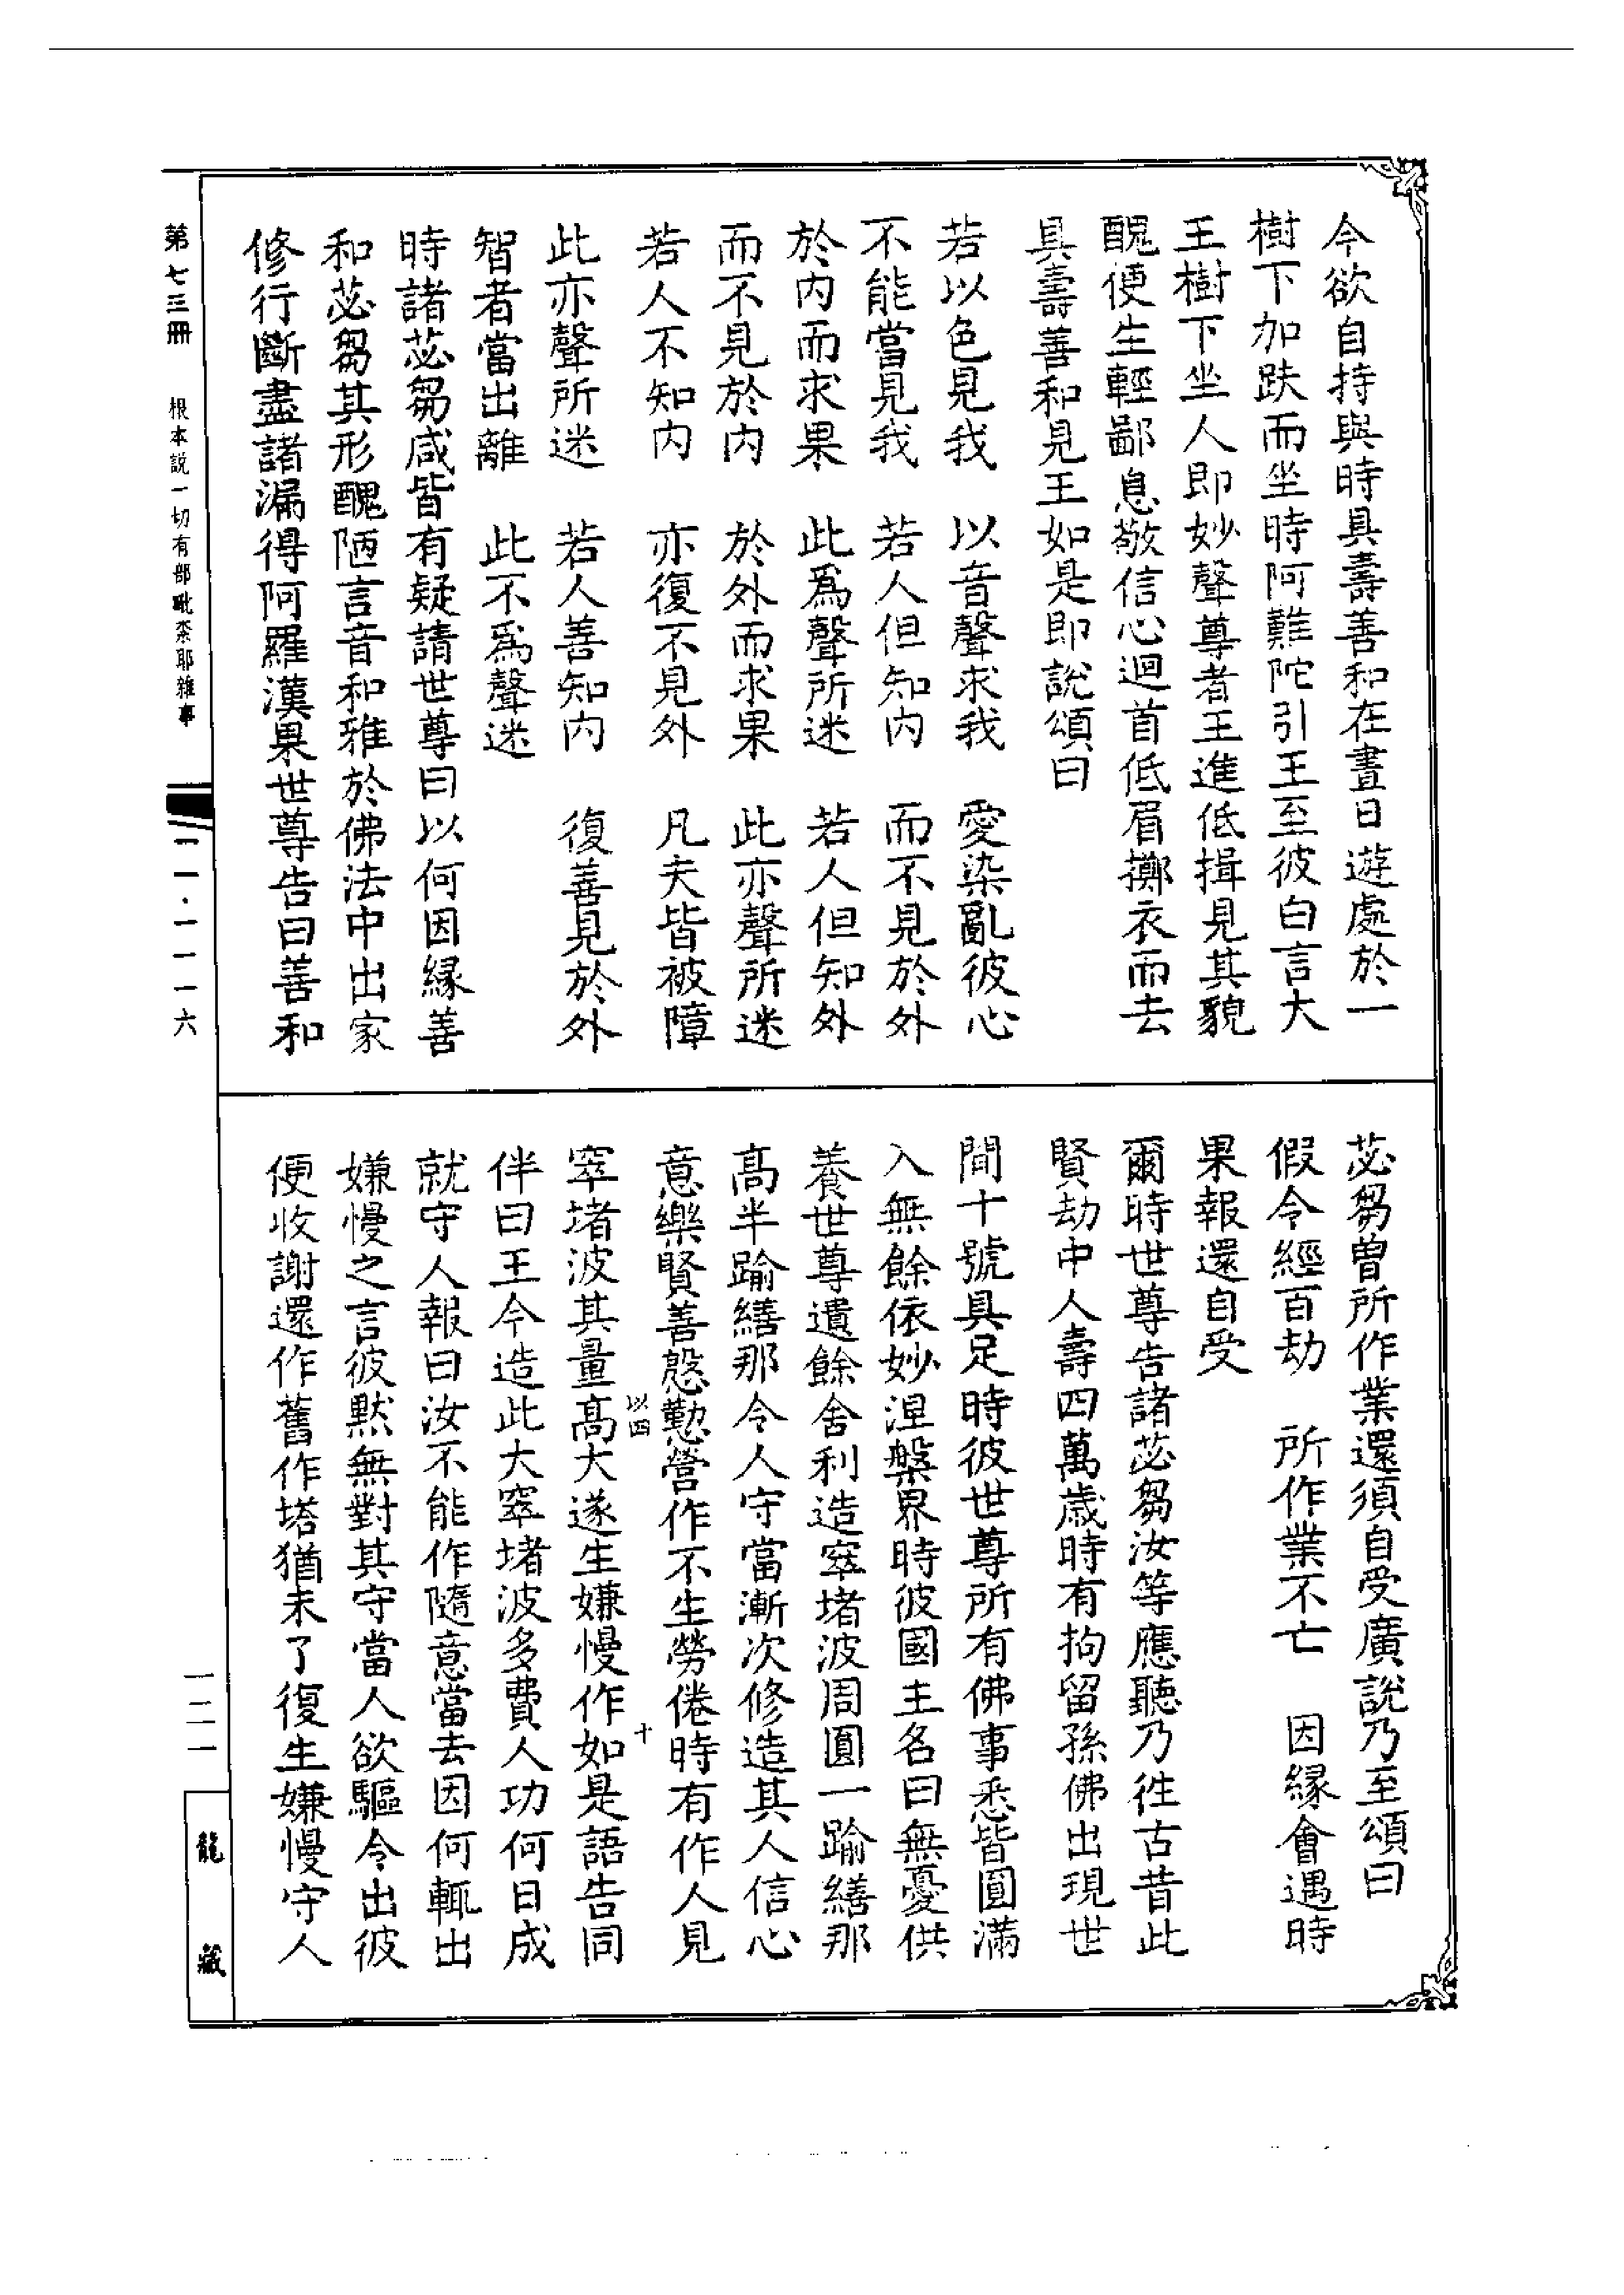 今欲自持與時具壽善和在晝日遊處於一
樹下加趺而坐時阿難陀引王至彼白言大
王樹下坐人即妙聲尊者王進低揖見其貌
醜便生輕鄙息敬信心迴首低眉擲衣而去
具壽善和見王如是即說頌曰
若以色見我　以音聲求我　愛染亂彼心
不能當見我　若人但知內　而不見於外
於內而求果　此爲聲所迷　若人但知外
而不見於內　於外而求果　此亦聲所迷
若人不知內　亦復不見外　凡夫皆被障
此亦聲所迷　若人善知內　復善見於外
智者當出離　此不爲聲迷
時諸苾芻咸皆有疑請世尊曰以何因緣善
和苾芻其形醜陋言音和雅於佛法中出家
修行斷盡諸漏得阿羅漢果世尊告曰善和
苾芻曾所作業還須自受廣說乃至頌曰
假令經百劫　所作業不亡　因緣會遇時
果報還自受
爾時世尊告諸苾芻汝等應聽乃往古昔此
賢劫中人壽四萬歲時有拘留孫佛出現世
間十號具足時彼世尊所有佛事悉皆圓滿
入無餘依妙涅槃界時彼國主名曰無憂供
養世尊遺餘舍利造窣堵波周圓一踰繕那
高半踰繕那令人守當漸次修造其人信心
意樂賢善慇懃營作不生勞倦時有作人見
以四
十
窣堵波其量高大遂生嫌慢作如是語告同
伴曰王今造此大窣堵波多費人功何日成
就守人報曰汝不能作隨意當去因何輒出
嫌慢之言彼默無對其守當人欲驅令出彼
便收謝還作舊作塔猶未了復生嫌慢守人
第七三冊　根本説一切有部毗柰耶雜事
一一·一一一六
一二一
龍藏